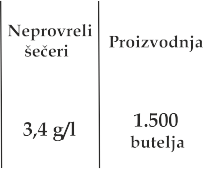 Neprovreli
šećeri
Proizvodnja
3,4 g/l
1.500
butelja